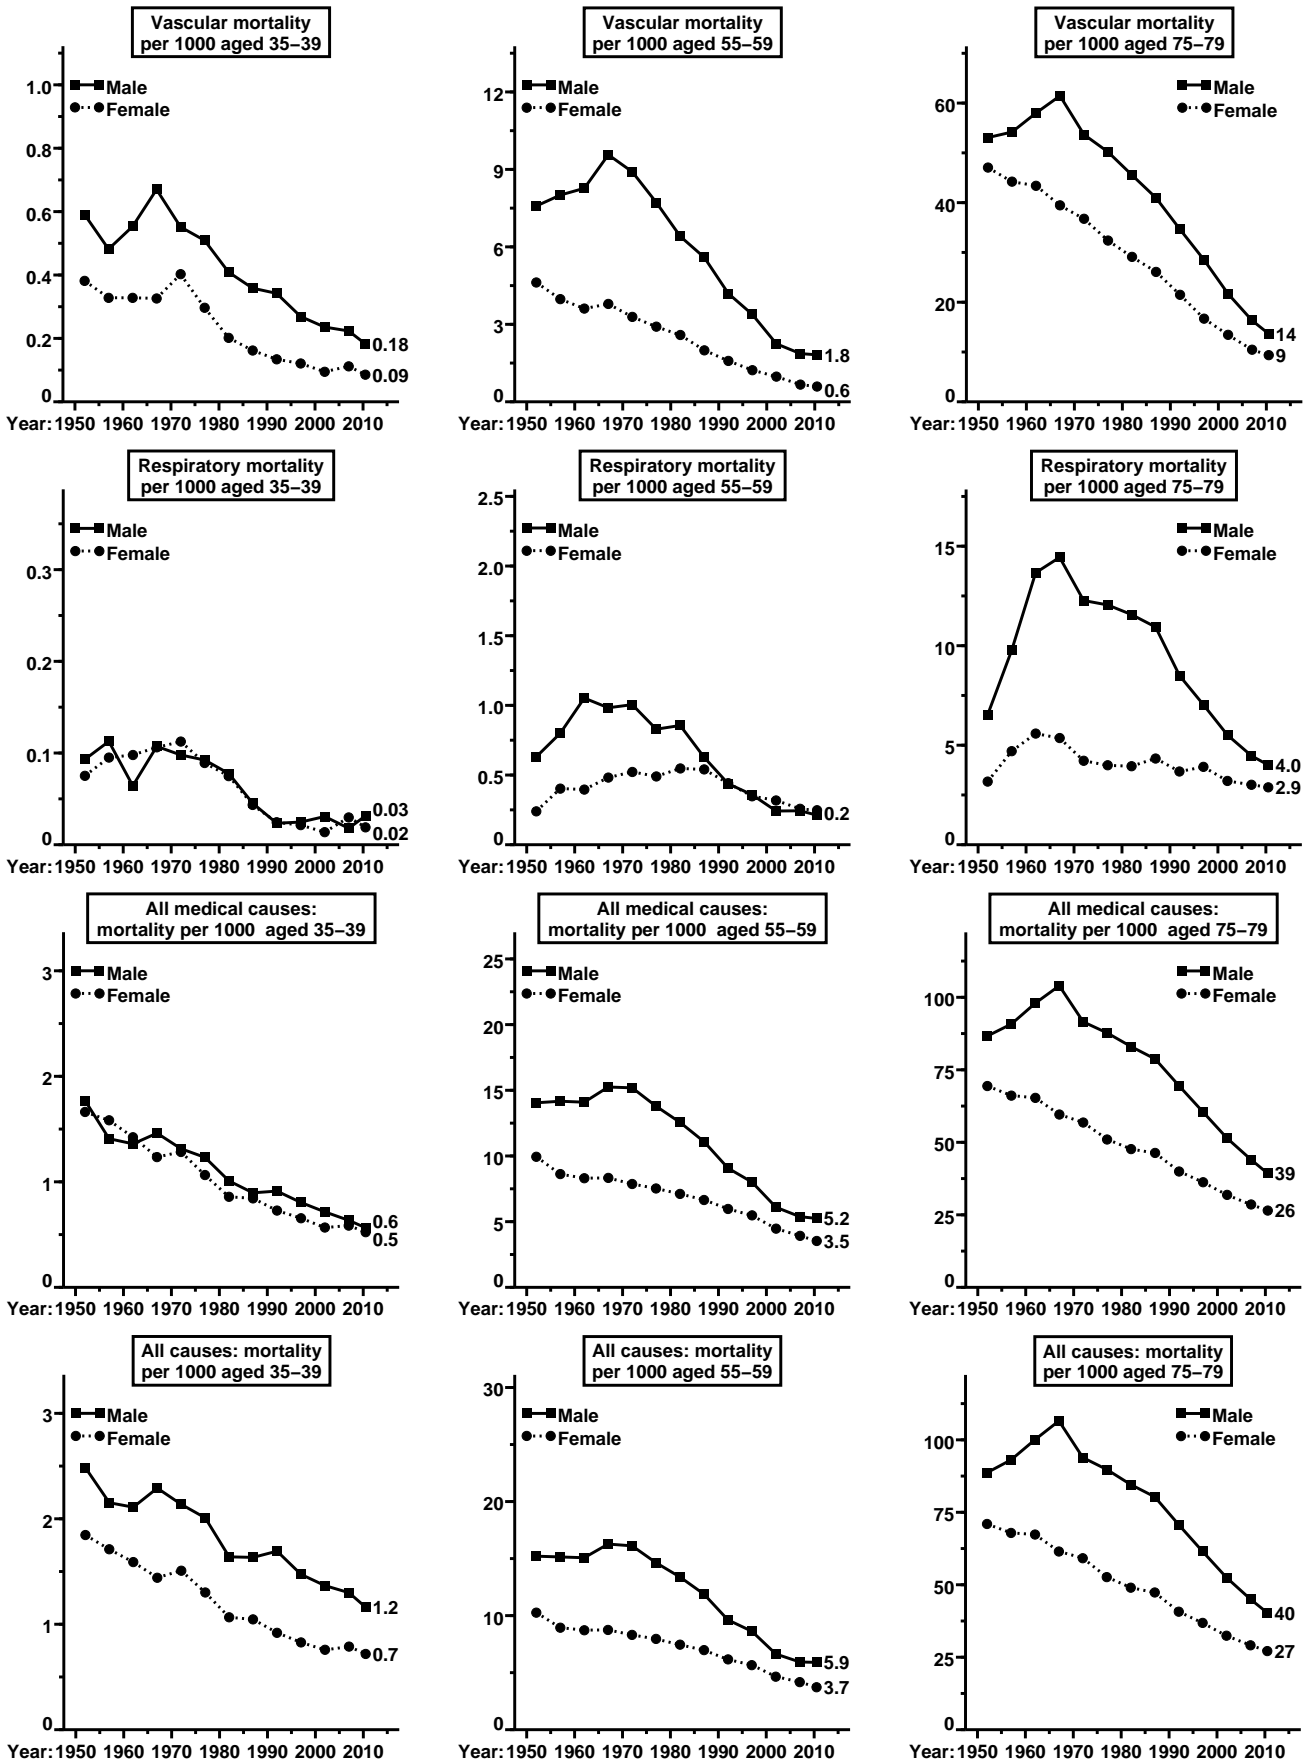 Vascular mortality
per 1000 aged 35–39
1.0
0.8
0.6
0.4
0.2
0
Male
Female
0.18
0.09
Year: 1950 1960 1970 1980 1990 2000 2010
Vascular mortality
per 1000 aged 55–59
12
9
6
3
0
Male
Female
1.8
0.6
1950 1960 1970 1980 1990 2000 2010
Vascular mortality
per 1000 aged 75–79
60
40
20
0
Male
Female
14
9
Year: 1950 1960 1970 1980 1990 2000 2010
Respiratory mortality
per 1000 aged 35–39
0.3
0.2
0.1
0
Male
Female
0.03
0.02
Year: 1950 1960 1970 1980 1990 2000 2010
Respiratory mortality
per 1000 aged 55–59
2.5
2.0
1.5
1.0
0.5
0
Male
Female
0.2
1950 1960 1970 1980 1990 2000 2010
Respiratory mortality
per 1000 aged 75–79
15
10
5
0
Male
Female
4.0
2.9
Year: 1950 1960 1970 1980 1990 2000 2010
All medical causes:
mortality per 1000 aged 35–39
3
2
1
0
Male
Female
0.6
0.5
Year: 1950 1960 1970 1980 1990 2000 2010
All medical causes:
mortality per 1000 aged 55–59
25
20
15
10
5
0
Male
Female
5.2
3.5
1950 1960 1970 1980 1990 2000 2010
All medical causes:
mortality per 1000 aged 75–79
100
75
50
25
0
Male
Female
39
26
Year: 1950 1960 1970 1980 1990 2000 2010
All causes: mortality
per 1000 aged 35–39
3
2
1
0
Male
Female
1.2
0.7
Year: 1950 1960 1970 1980 1990 2000 2010
All causes: mortality
per 1000 aged 55–59
30
20
10
0
Male
Female
5.9
3.7
1950 1960 1970 1980 1990 2000 2010
All causes: mortality
per 1000 aged 75–79
100
75
50
25
0
Male
Female
40
27
Year: 1950 1960 1970 1980 1990 2000 2010